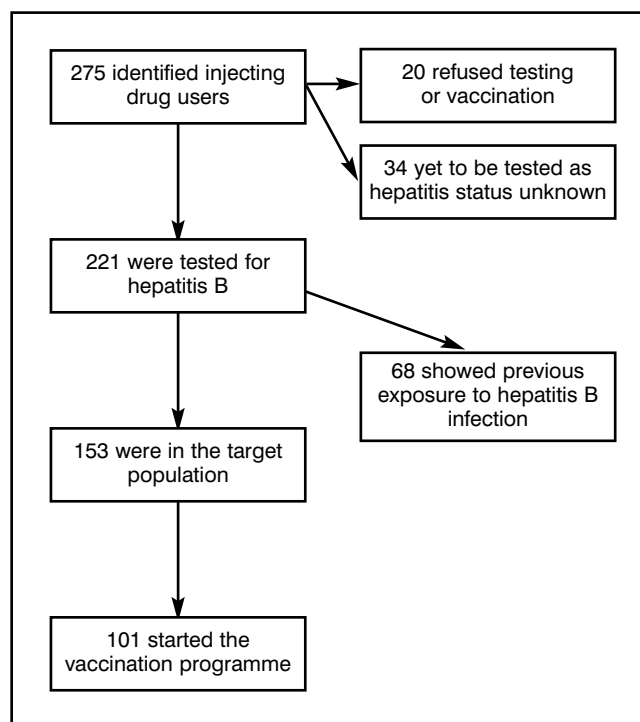 275 identified injecting
drug users
20 refused testing
or vaccination
34 yet to be tested as
hepatitis status unknown
221 were tested for
hepatitis B
68 showed previous
exposure to hepatitis B
infection
153 were in the target
population
101 started the
vaccination programme